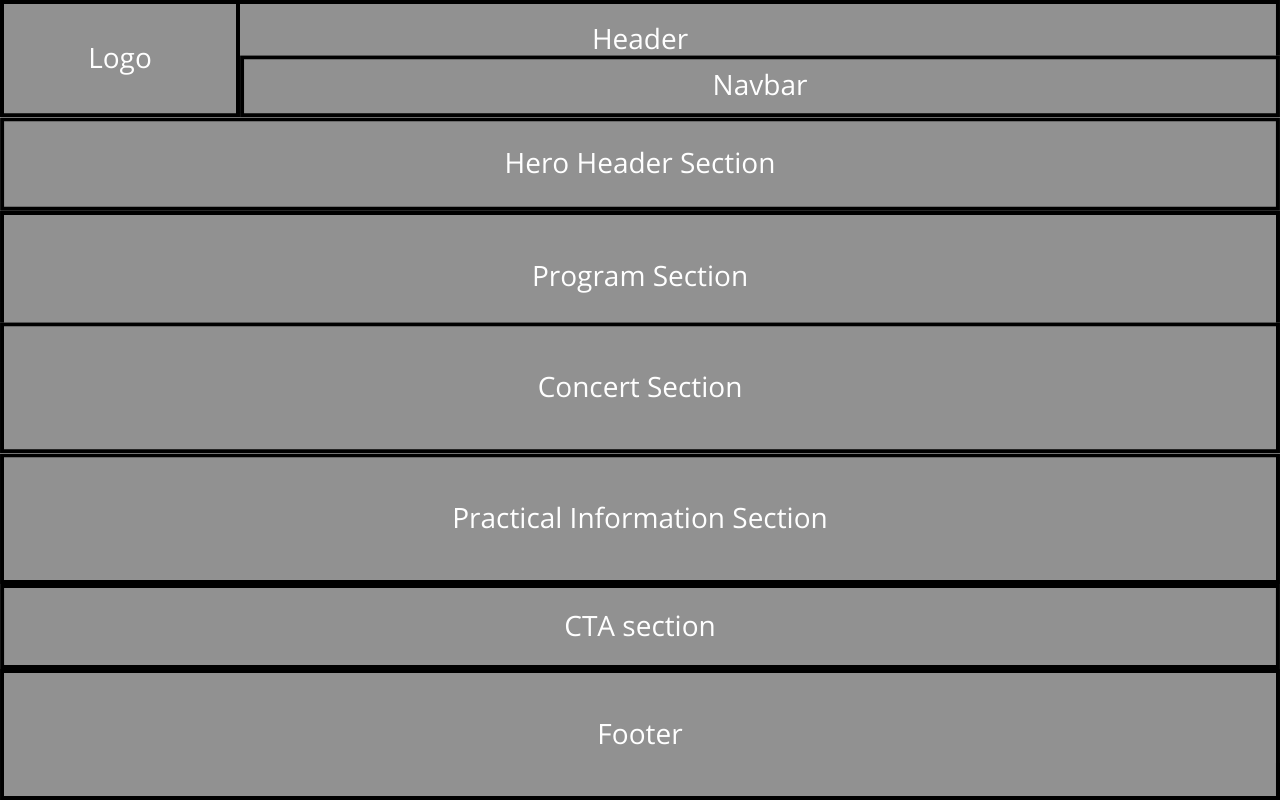 Logo
Header
Navbar
Hero Header Section
Program Section
Concert Section
Practical Information Section
CTA section
Footer